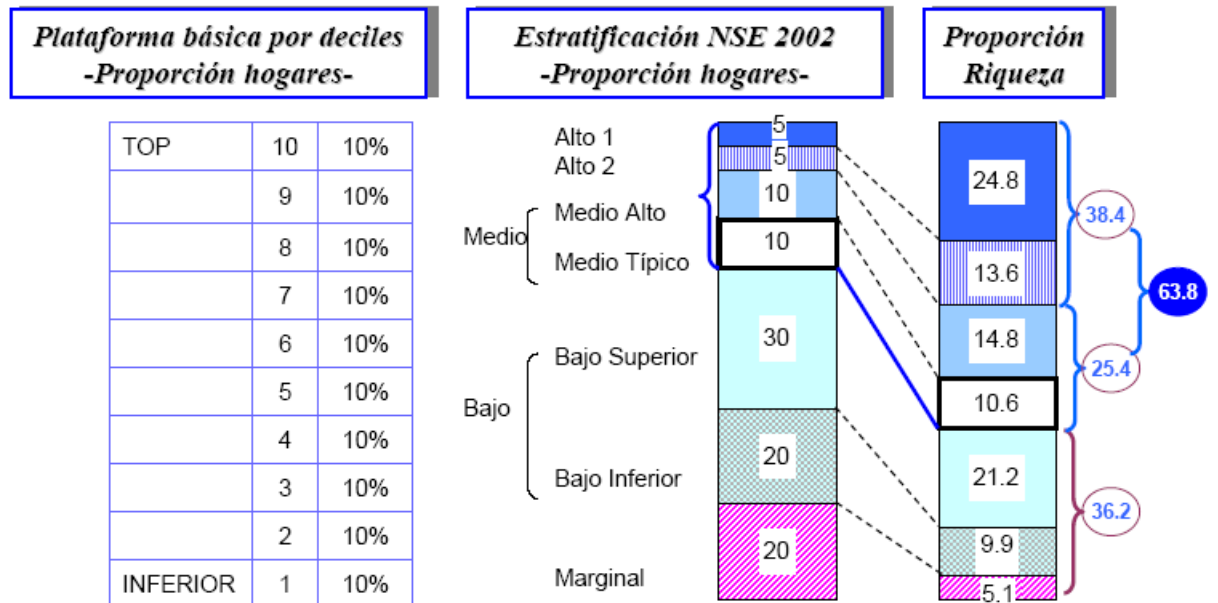 Plataforma básica por deciles
-Proporción hogares-
Estratificación NSE 2002
-Proporción hogares-
Proporción
Riqueza
TOP 10 10%
9 10%
8 10%
7 10%
6 10%
5 10%
4 10%
3 10%
2 10%
INFERIOR 1 10%
Alto 1
Alto 2
Medio
Medio Alto
Medio Típico
Bajo
Bajo Superior
Bajo Inferior
Marginal
5
5
10
10
30
20
20
24.8
13.6
14.8
10.6
21.2
9.9
5.1
38.4
25.4
36.2
63.8